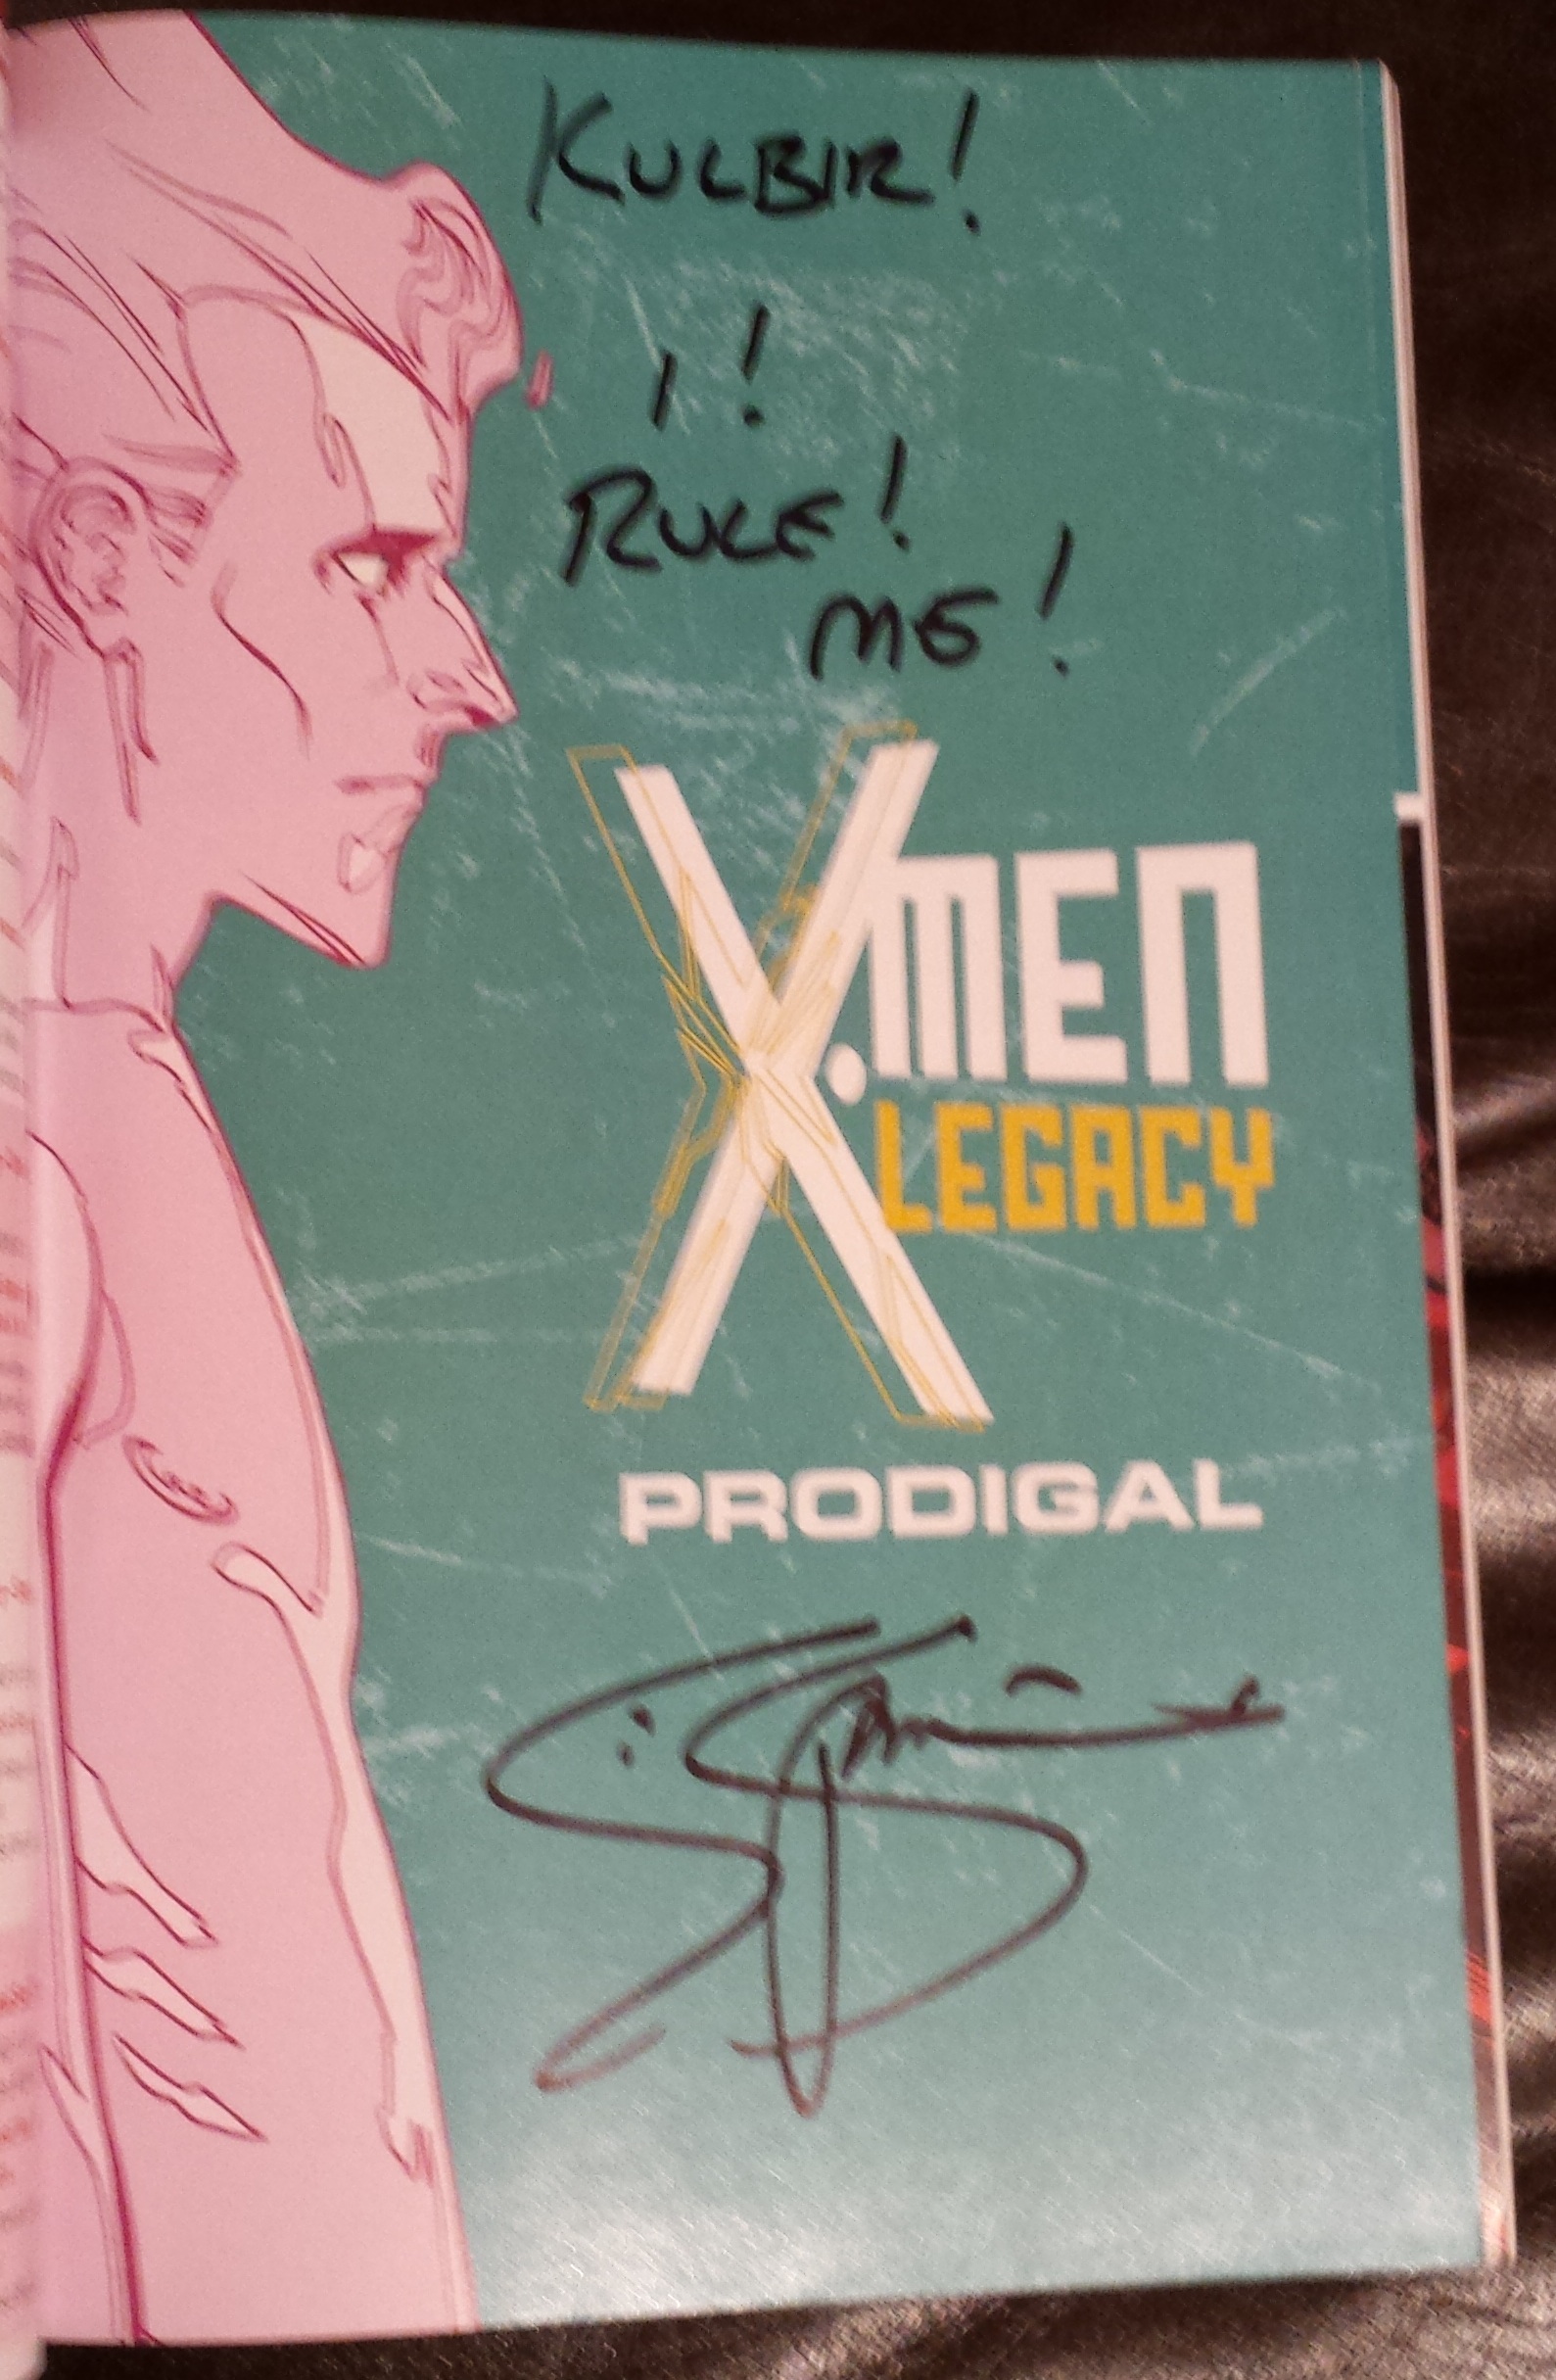 KULBIR!
I!
RULE!
ME!
X.MEN
LEGACY
PRODIGAL